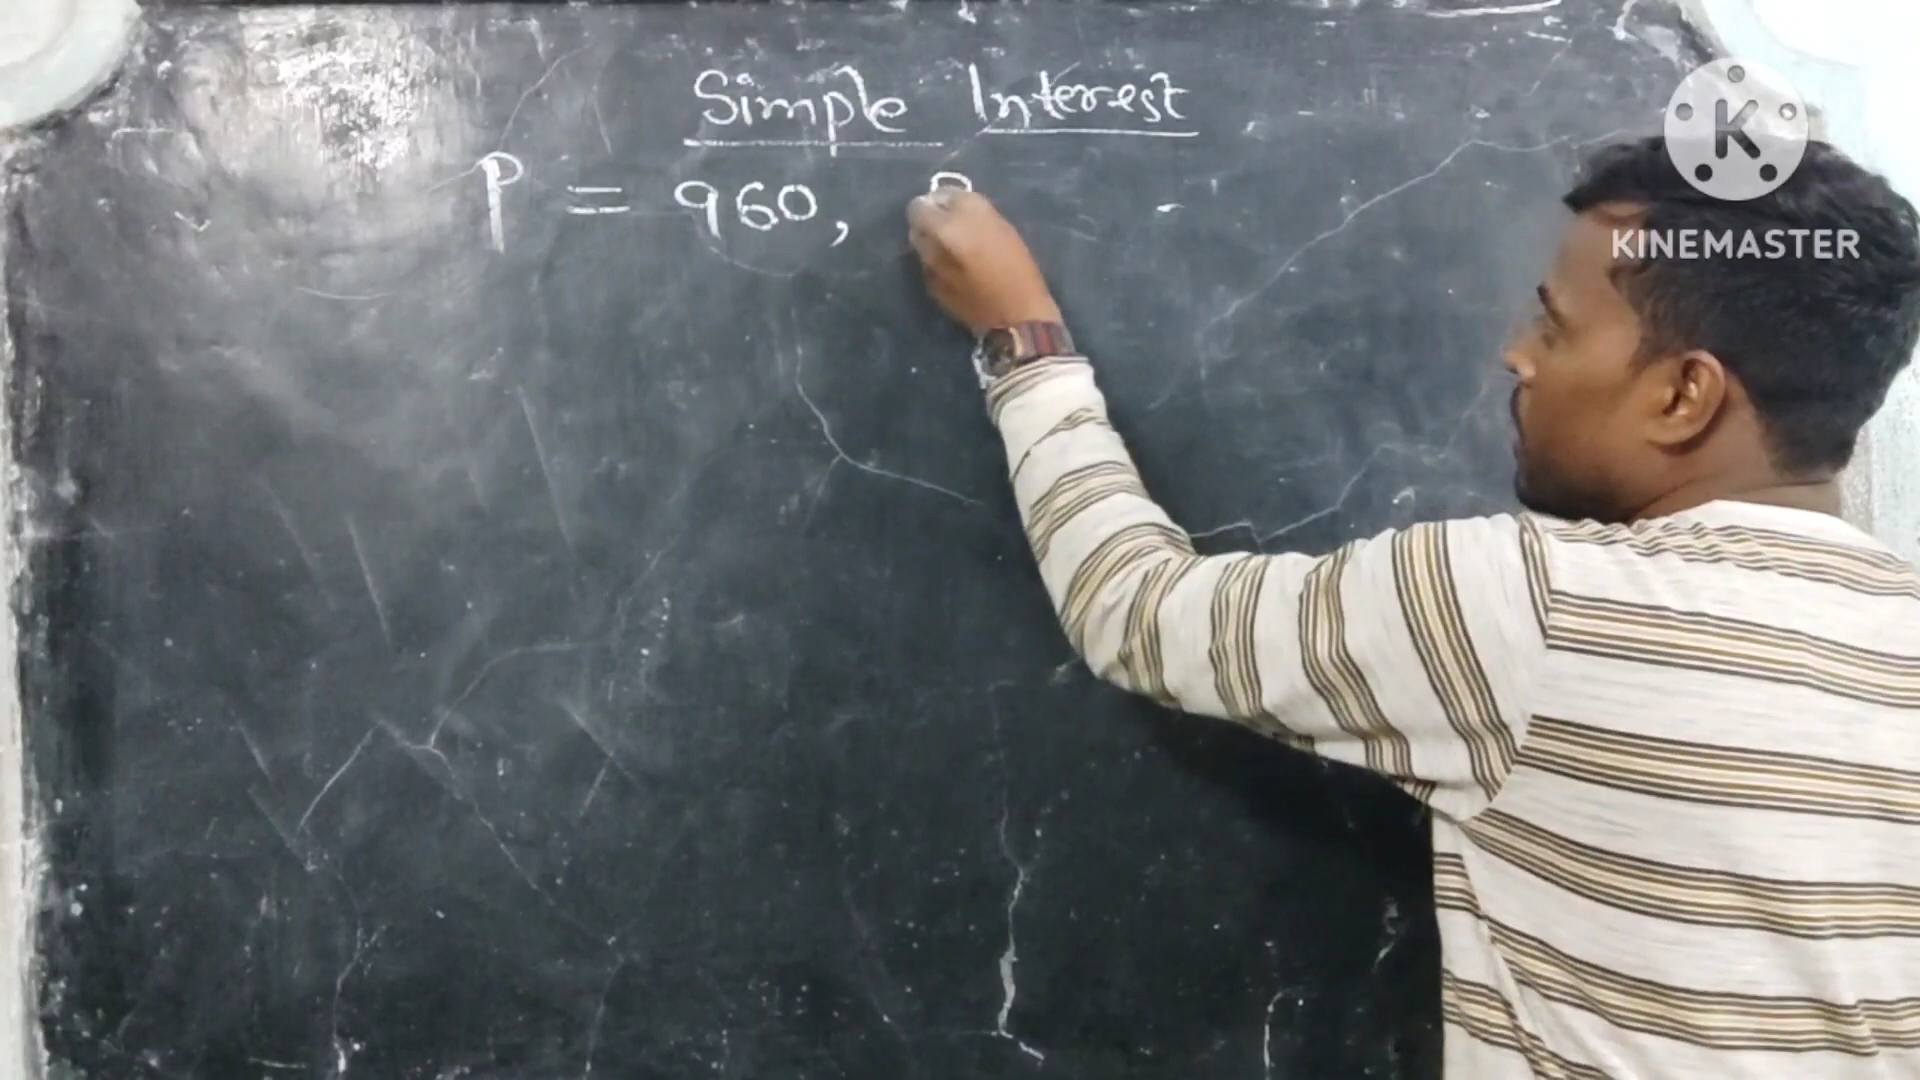 Simple Interest
P = 960,
K
KINEMASTER